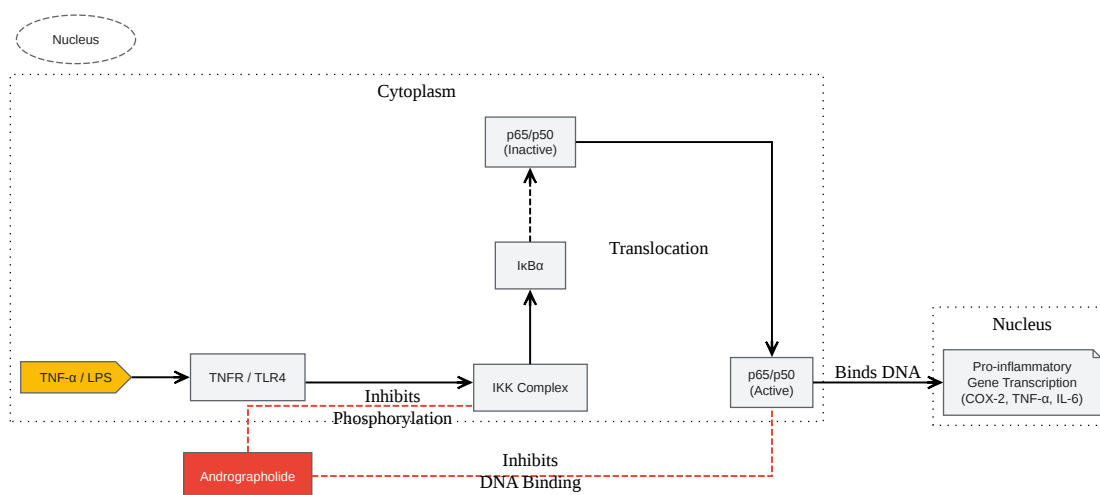 Nucleus
Cytoplasm
p65/p50
(Inactive)
IκBα
Translocation
TNF-α / LPS
TNFR / TLR4
IKK Complex
p65/p50
(Active)
Binds DNA
Nucleus
Pro-inflammatory
Gene Transcription
(COX-2, TNF-α, IL-6)
Inhibits
Phosphorylation
Andrographolide
Inhibits
DNA Binding